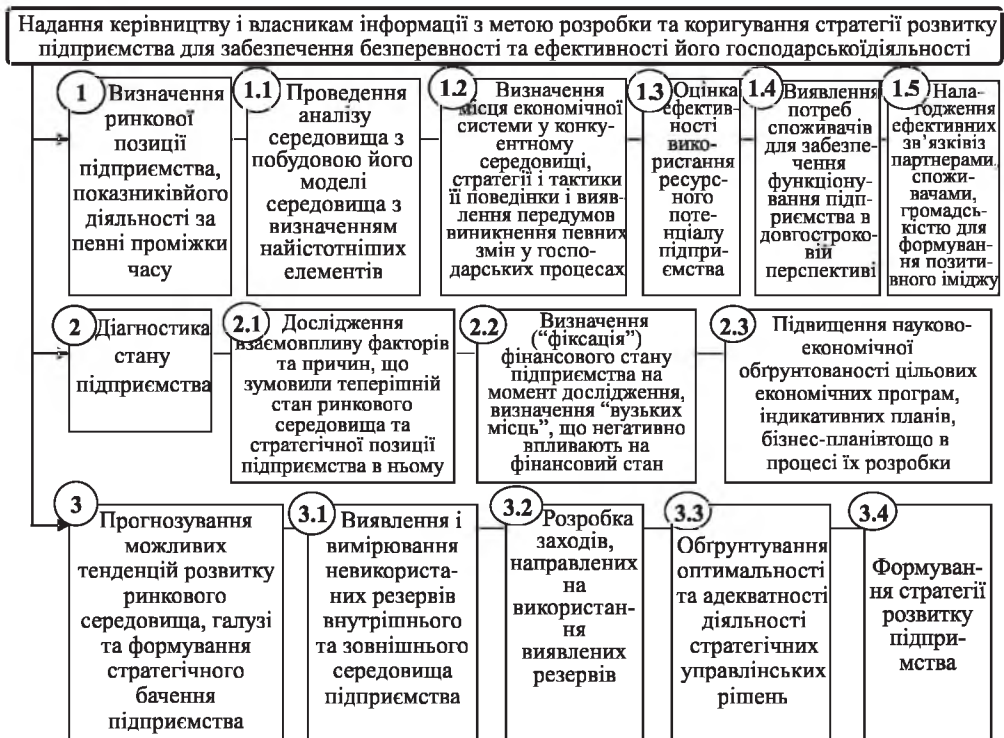 Надання керівництву і власникам інформації з метою розробки та коригування стратегії розвитку
підприємства для забезпечення безперевності та ефективності його господарськоїдіяльності
1
Визначення
ринкової
позиції
підприємства,
показниківйого
діяльності за
певні проміжки
часу
1.1
Проведення
аналізу
середовища з
побудовою його
моделі
середовища з
визначенням
найістотніших
елементів
1.2
Визначення
місця економічної
системи у конку-
ентному
середовищі,
стратегії і тактики
її поведінки і вияв-
лення передумов
виникнення певних
змін у госпо-
дарських процесах
1.3
Оцінка
ефектив-
ності
вико-
ристання
ресурс-
ного
поте-
нціалу
підпри-
ємства
1.4
Виявлення
потреб
споживачів
для забезпе-
чення
функціону-
вання підп-
риємства в
довгостроко-
вій
перспективі
1.5
Нала-
годження
ефективних
зв'язківіз
партнерами,
спожи-
вачами,
громадсь-
кістю для
формуван-
ня позити-
вного іміджу
2
Діагностика
стану
підприємства
2.1
Дослідження
взаємовпливу факторів
та причин, що
зумовили теперішній
стан ринкового
середовища та
стратегічної позиції
підприємства в ньому
2.2
Визначення
(“фіксація”)
фінансового стану
підприємства на
момент дослідження,
визначення “вузьких
місць”, що негативно
впливають на
фінансовий стан
2.3
Підвищення науково-
економічної
обґрунтованості цільових
економічних програм,
індикативних планів,
бізнес-планівтощо в
процесі їх розробки
3
Прогнозування
можливих
тенденцій розвитку
ринкового
середовища, галузі
та формування
стратегічного
бачення
підприємства
3.1
Виявлення і
вимірювання
невикориста-
них резервів
внутрішнього
та зовнішнього
середовища
підприємства
3.2
Розробка
заходів,
направлених
на
використан-
ня
виявлених
резервів
3.3
Обґрунтування
оптимальності
та адекватності
діяльності
стратегічних
управлінських
рішень
3.4
Формуван-
ня стратегії
розвитку
підпри-
мства